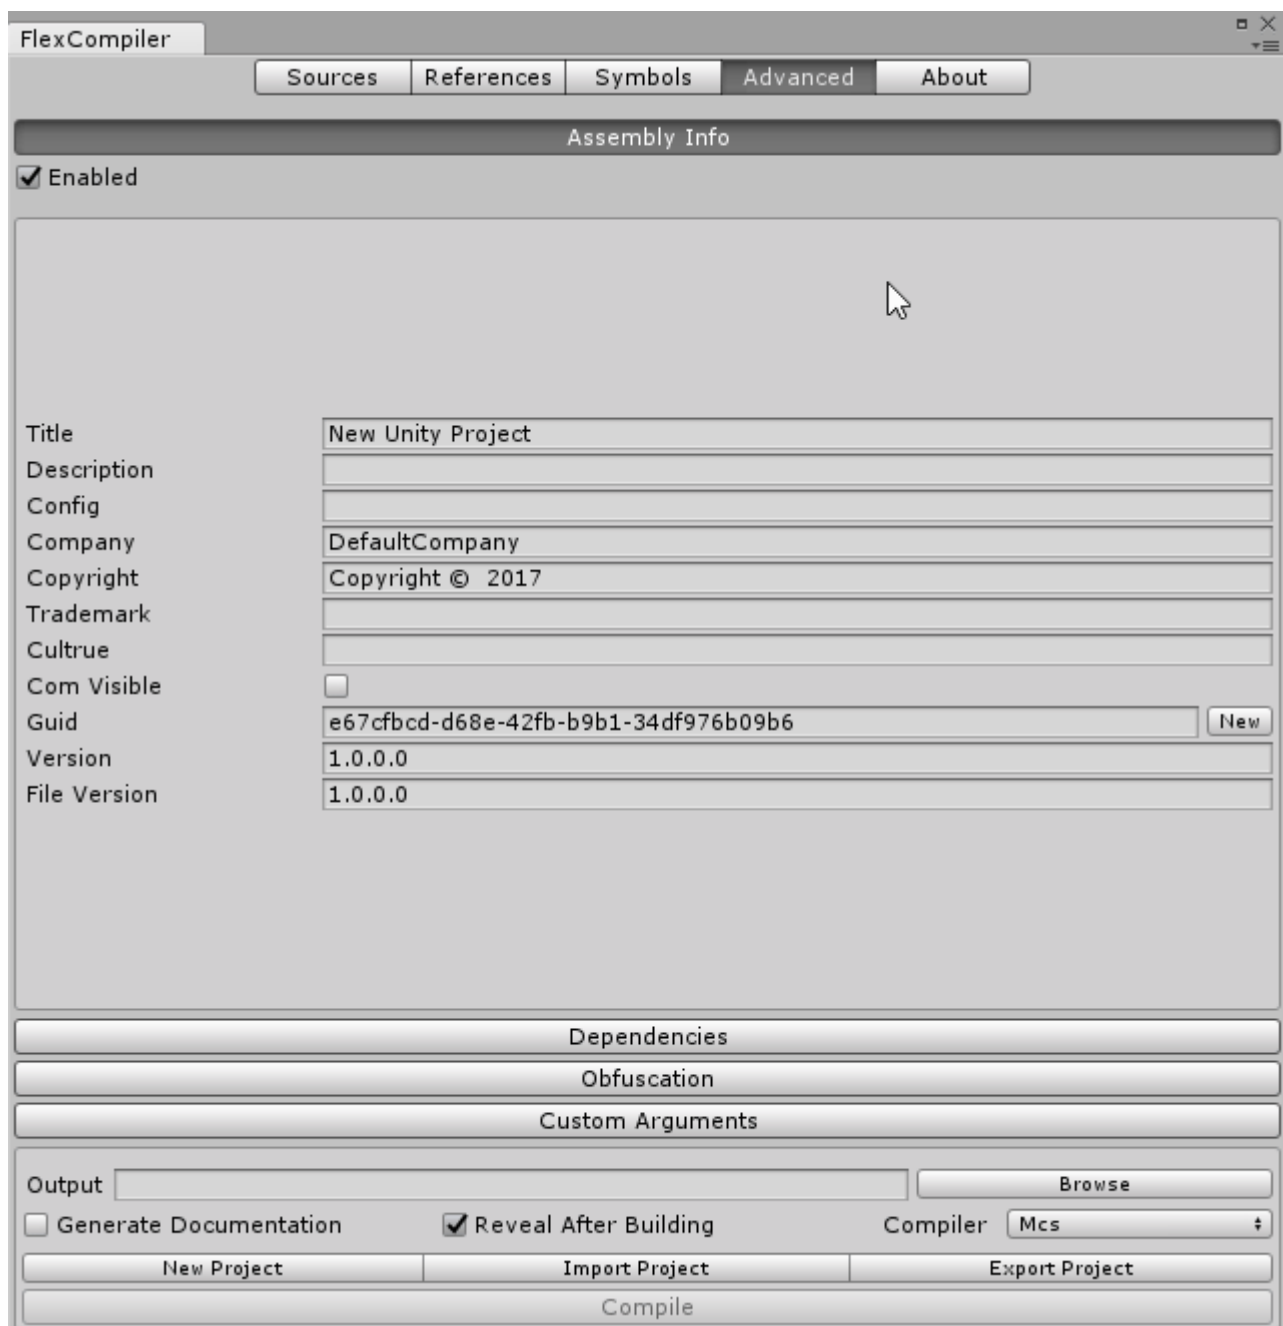 FlexCompiler
Sources References Symbols Advanced About
Assembly Info
Enabled
Title New Unity Project
Description
Config
Company DefaultCompany
Copyright Copyright ©  2017
Trademark
Cultrue
Com Visible
Guid e67cfbcd-d68e-42fb-b9b1-34df976b09b6 New
Version 1.0.0.0
File Version 1.0.0.0
Dependencies
Obfuscation
Custom Arguments
Output Browse
Generate Documentation Reveal After Building Compiler Mcs
New Project Import Project Export Project
Compile